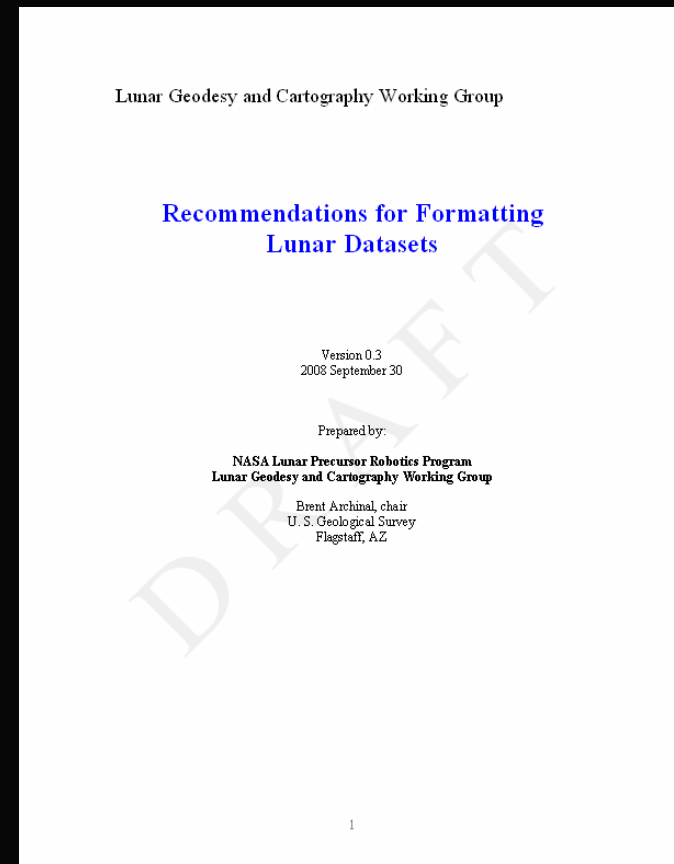 Lunar Geodesy and Cartography Working Group
Recommendations for Formatting
Lunar Datasets
Version 0.3
2008 September 30
Prepared by:
NASA Lunar Precursor Robotics Program
Lunar Geodesy and Cartography Working Group
Brent Archinal, chair
U. S. Geological Survey
Flagstaff, AZ
DRAFT
1